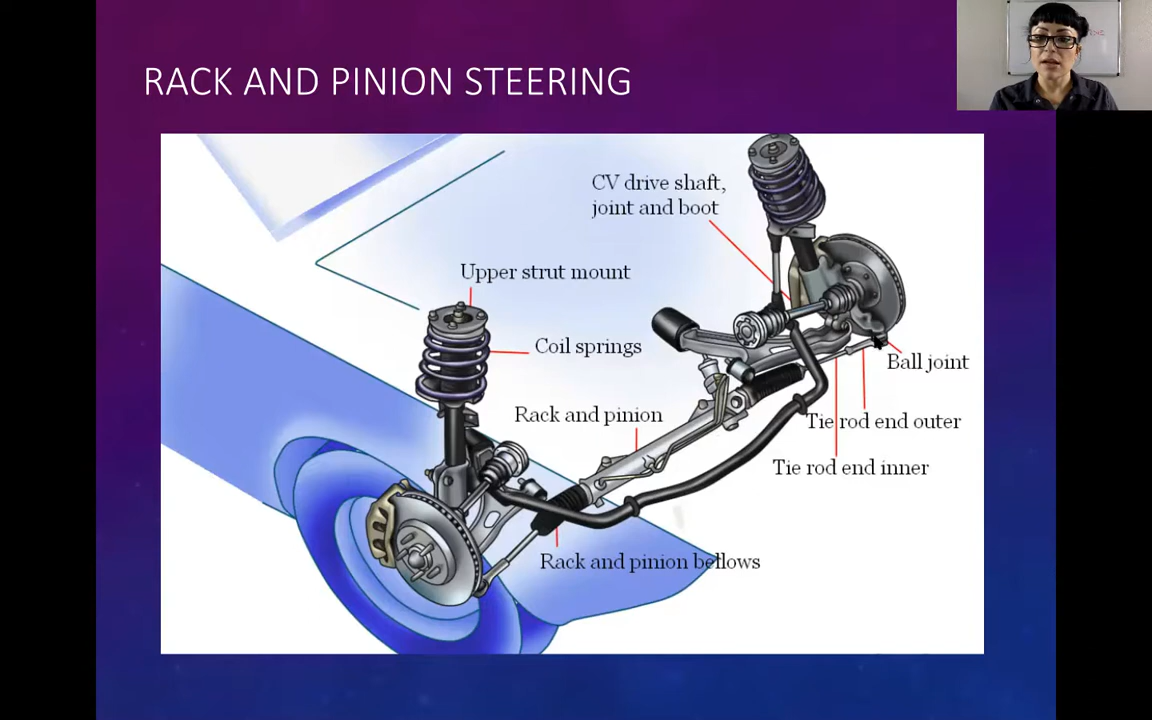 RACK AND PINION STEERING
CV drive shaft,
joint and boot
Upper strut mount
Coil springs
Ball joint
Rack and pinion
Tie rod end outer
Tie rod end inner
Rack and pinion bellows